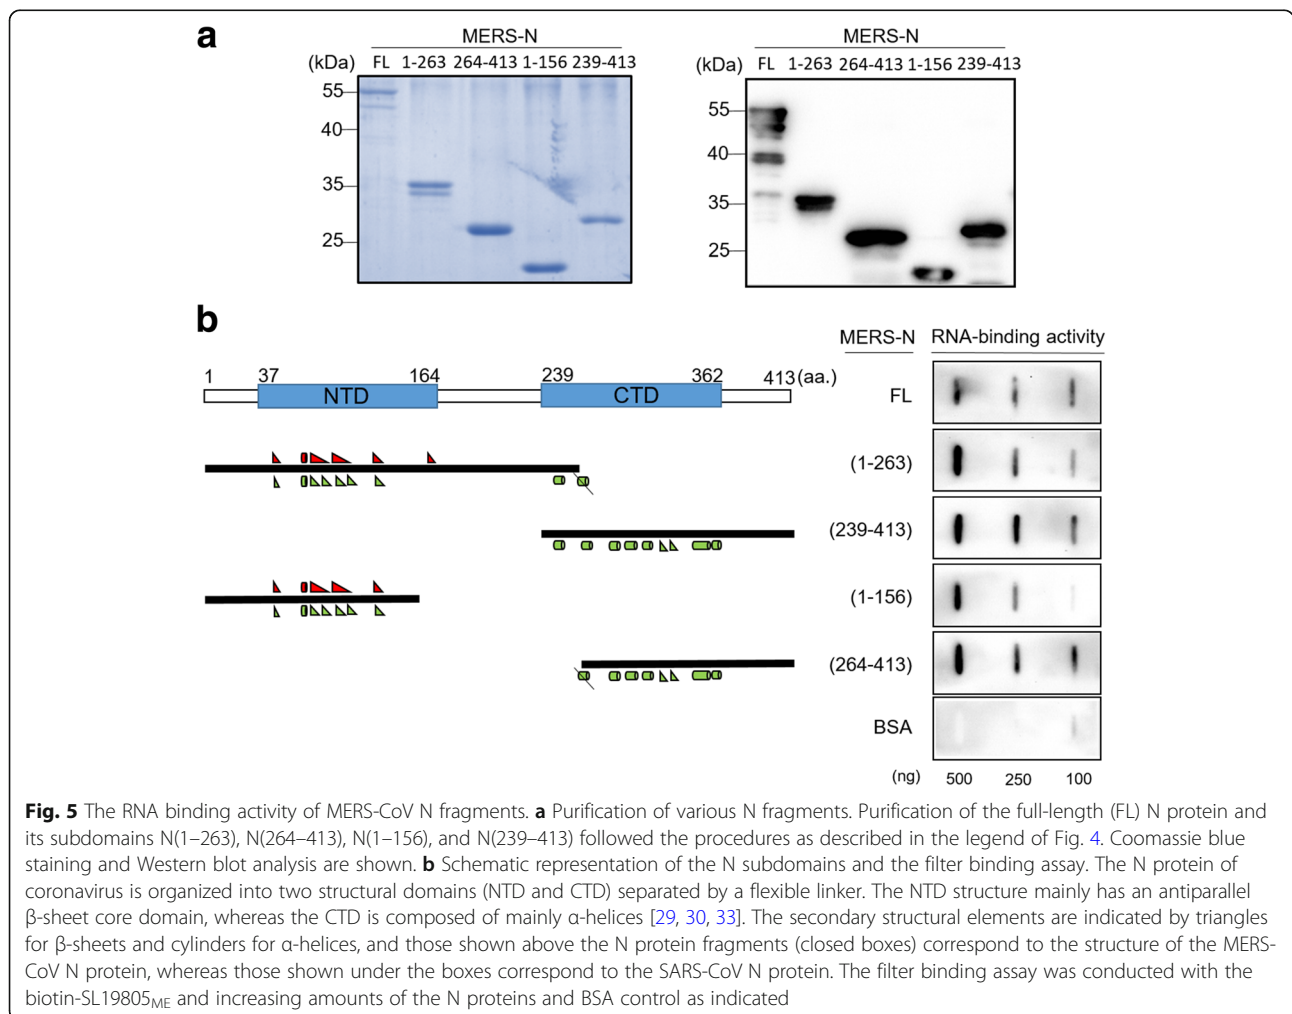 a
MERS-N
(kDa) FL 1-263 264-413 1-156 239-413
55
40
35
25
MERS-N
(kDa) FL 1-263 264-413 1-156 239-413
55
40
35
25
b
1 37 164 239 362 413 (aa.)
NTD CTD
MERS-N RNA-binding activity
FL
(1-263)
(239-413)
(1-156)
(264-413)
BSA
(ng) 500 250 100
Fig. 5 The RNA binding activity of MERS-CoV N fragments. a Purification of various N fragments. Purification of the full-length (FL) N protein and
its subdomains N(1–263), N(264–413), N(1–156), and N(239–413) followed the procedures as described in the legend of Fig. 4. Coomassie blue
staining and Western blot analysis are shown. b Schematic representation of the N subdomains and the filter binding assay. The N protein of
coronavirus is organized into two structural domains (NTD and CTD) separated by a flexible linker. The NTD structure mainly has an antiparallel
β-sheet core domain, whereas the CTD is composed of mainly α-helices [29, 30, 33]. The secondary structural elements are indicated by triangles
for β-sheets and cylinders for α-helices, and those shown above the N protein fragments (closed boxes) correspond to the structure of the MERS-
CoV N protein, whereas those shown under the boxes correspond to the SARS-CoV N protein. The filter binding assay was conducted with the
biotin-SL19805ME and increasing amounts of the N proteins and BSA control as indicated